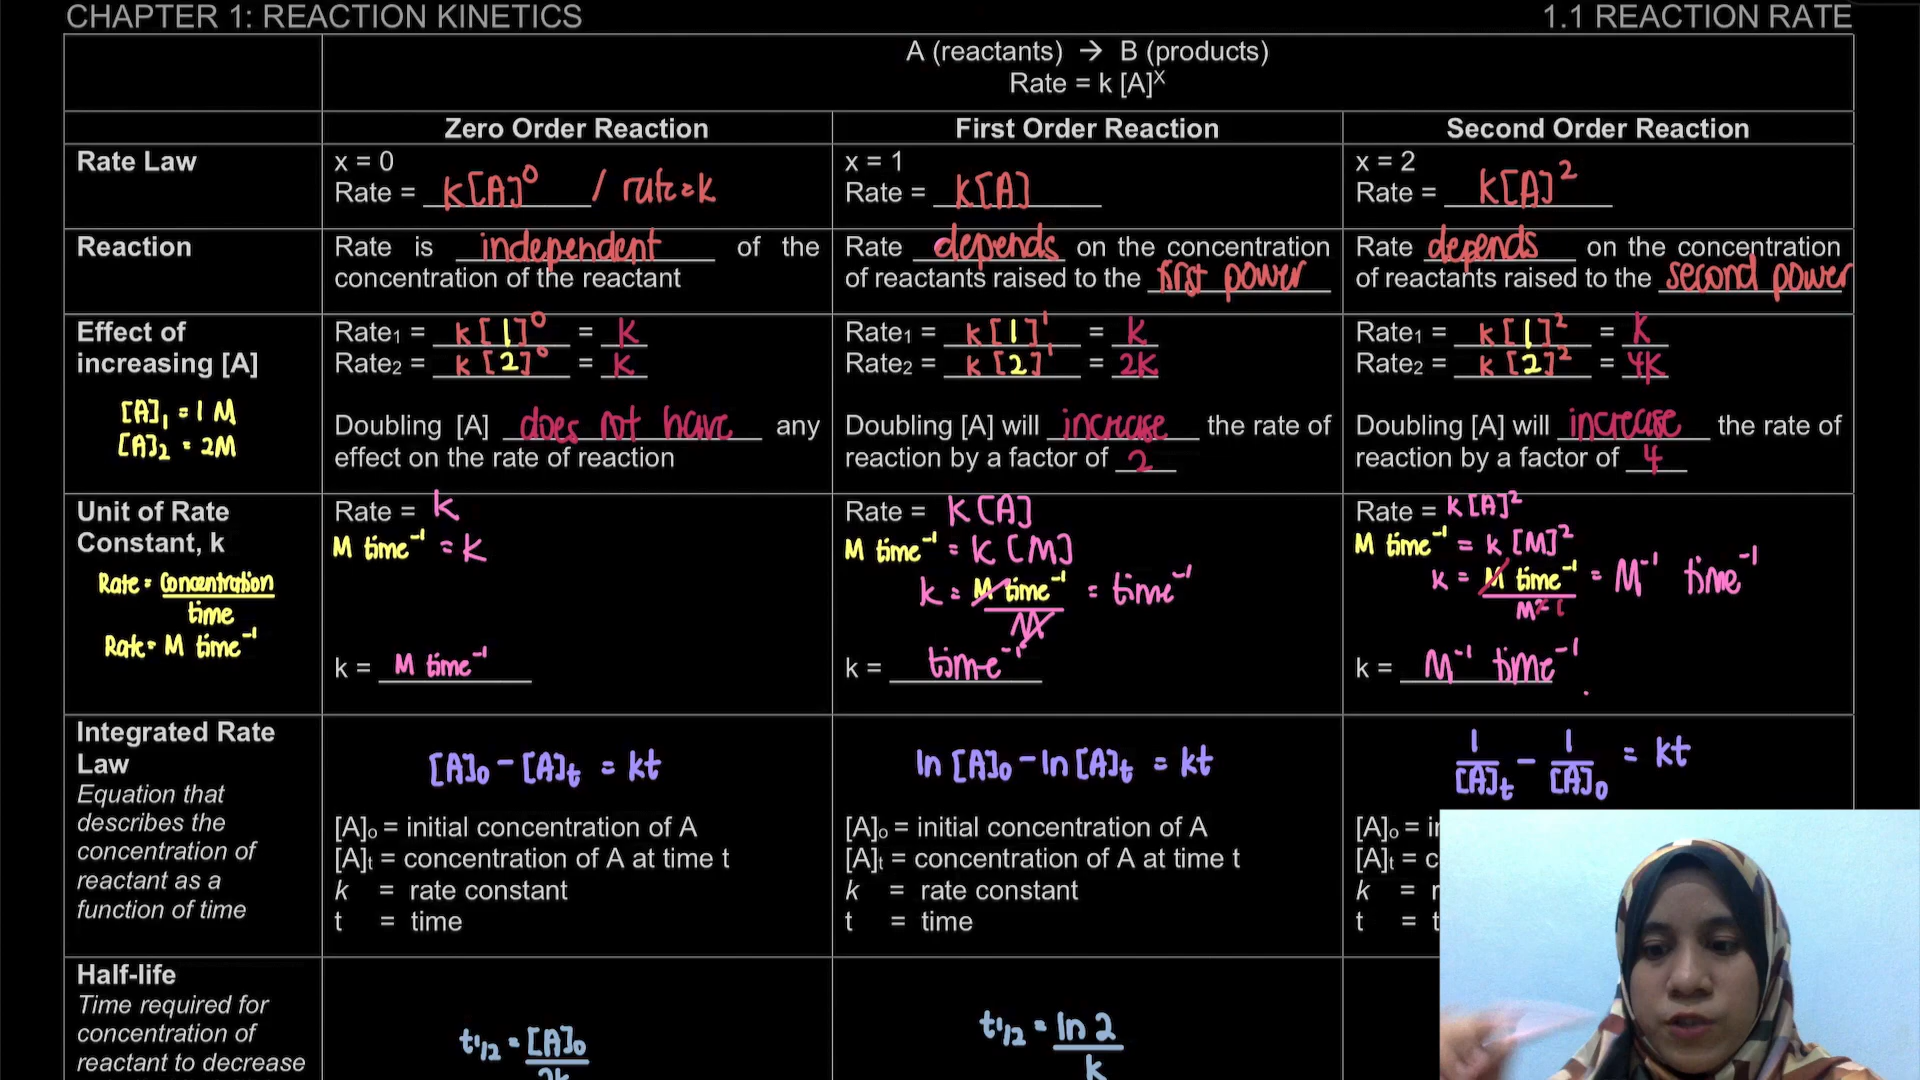 CHAPTER 1: REACTION KINETICS
1.1 REACTION RATE
A (reactants) → B (products)
Rate = k [A]ˣ
Zero Order Reaction
First Order Reaction
Second Order Reaction
Rate Law
x = 0
Rate = k[A]⁰ / rate = k
x = 1
Rate = k[A]
x = 2
Rate = k[A]²
Reaction
Rate is independent of the
concentration of the reactant
Rate depends on the concentration
of reactants raised to the first power
Rate depends on the concentration
of reactants raised to the second power
Effect of
increasing [A]
[A]₁ = 1 M
[A]₂ = 2M
Rate₁ = k[1]⁰ = k
Rate₂ = k[2]⁰ = k
Doubling [A] does not have any
effect on the rate of reaction
Rate₁ = k[1]¹ = k
Rate₂ = k[2]¹ = 2k
Doubling [A] will increase the rate of
reaction by a factor of 2
Rate₁ = k[1]² = k
Rate₂ = k[2]² = 4k
Doubling [A] will increase the rate of
reaction by a factor of 4
Unit of Rate
Constant, k
Rate = concentration
time
Rate = M time⁻¹
Rate = k
M time⁻¹ = k
k = M time⁻¹
Rate = k[A]
M time⁻¹ = k [M]
k = M time⁻¹ = time⁻¹
M
k = time⁻¹
Rate = k[A]²
M time⁻¹ = k [M]²
k = M time⁻¹ = M⁻¹ time⁻¹
M² 1
k = M⁻¹ time⁻¹
Integrated Rate
Law
Equation that
describes the
concentration of
reactant as a
function of time
[A]₀ - [A]t = kt
[A]₀ = initial concentration of A
[A]t = concentration of A at time t
k = rate constant
t = time
ln [A]₀ - ln [A]t = kt
[A]₀ = initial concentration of A
[A]t = concentration of A at time t
k = rate constant
t = time
1/[A]t - 1/[A]₀ = kt
[A]₀ =
[A]t =
k =
t =
Half-life
Time required for
concentration of
reactant to decrease
t1/2 = [A]₀
2k
t1/2 = ln 2
k